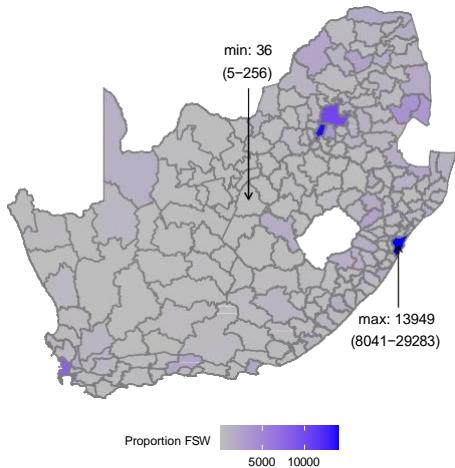 min: 36
(5−256)
max: 13949
(8041−29283)
Proportion FSW
5000 10000